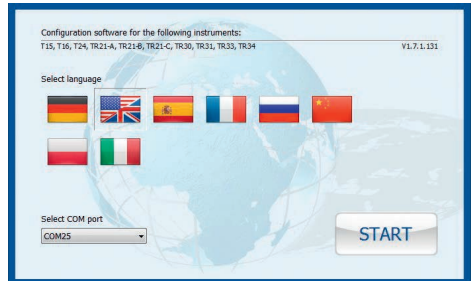 Configuration software for the following instruments:
T15, T16, T24, TR21-A, TR21-B, TR21-C, TR30, TR31, TR33, TR34
V1.7.1.131
Select language
Select COM port
COM25
START